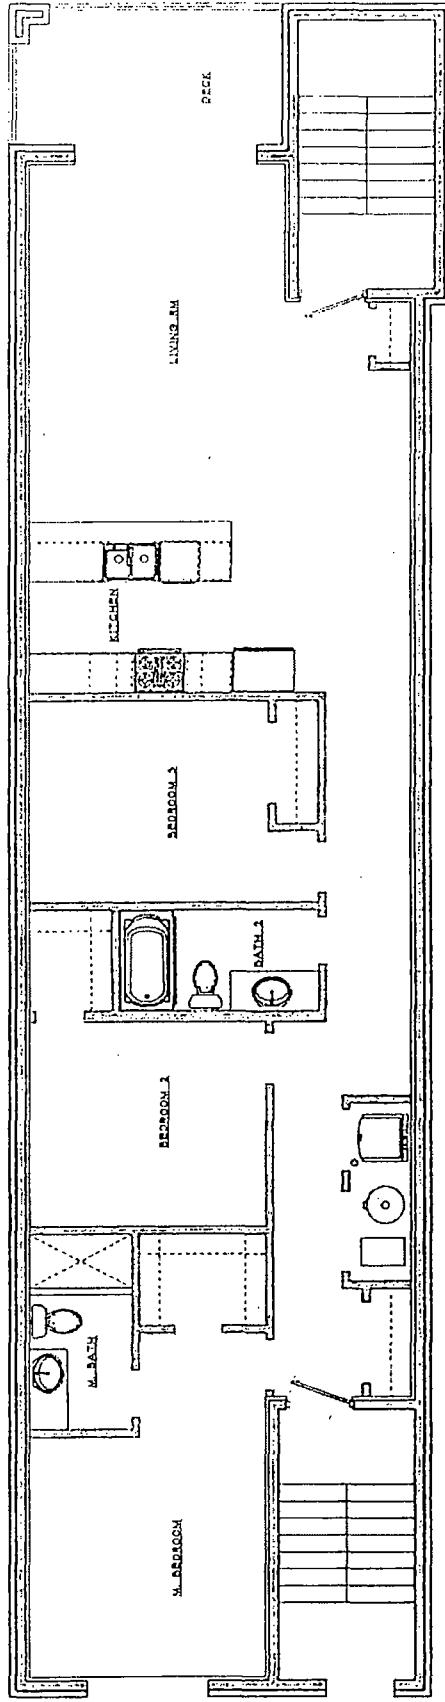 DECK
LIVING RM
KITCHEN
BEDROOM 3
BATH 2
BEDROOM 2
M. BATH
M. BEDROOM